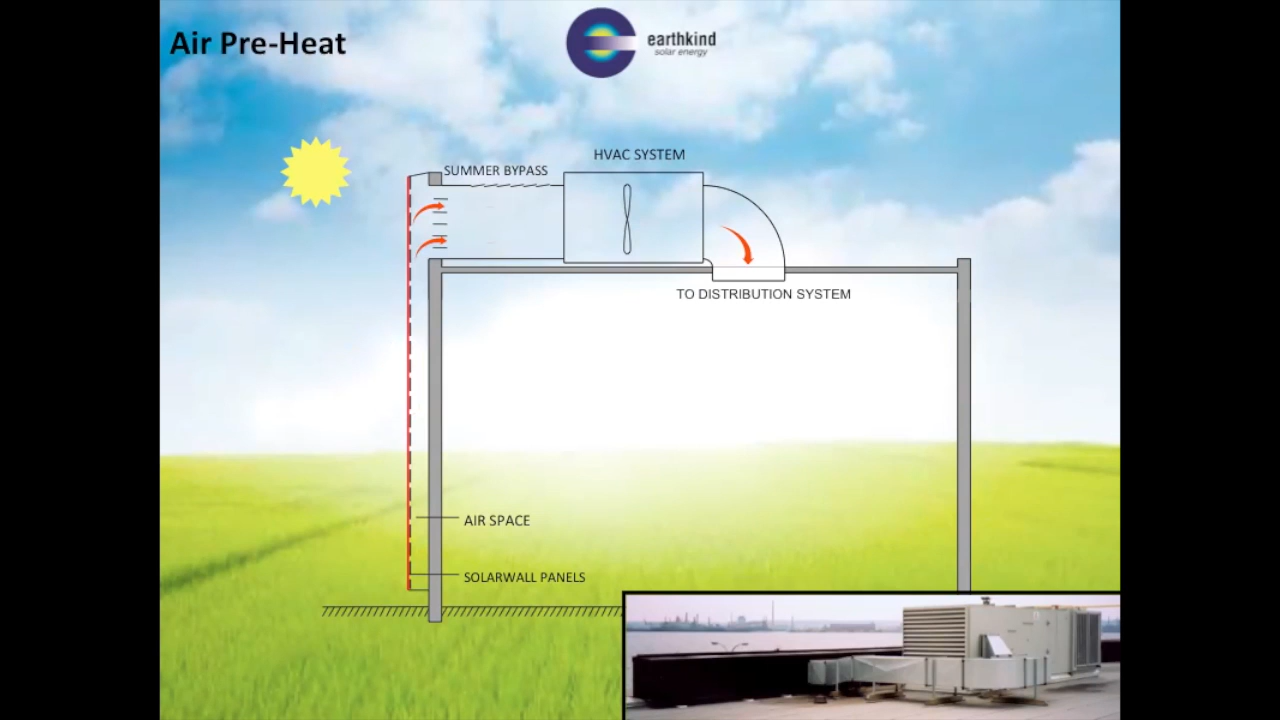 Air Pre-Heat
earthkind
solar energy
HVAC SYSTEM
SUMMER BYPASS
TO DISTRIBUTION SYSTEM
AIR SPACE
SOLARWALL PANELS